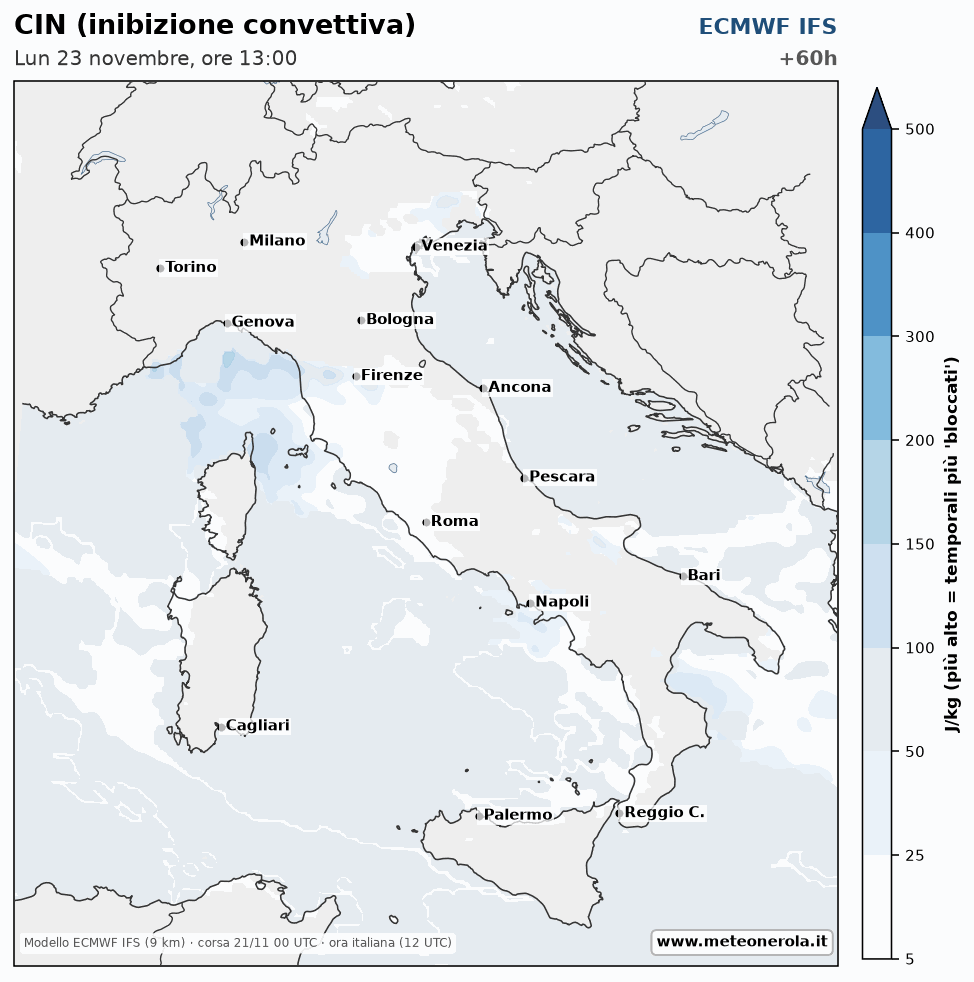 CIN (inibizione convettiva)
ECMWF IFS
Lun 23 novembre, ore 13:00
+60h
Milano
Venezia
Torino
Genova
Bologna
Firenze
Ancona
Pescara
Roma
Bari
Napoli
Cagliari
Palermo
Reggio C.
500
400
300
200
150
100
50
25
5
J/kg (più alto = temporali più 'bloccati')
Modello ECMWF IFS (9 km) · corsa 21/11 00 UTC · ora italiana (12 UTC)
www.meteonerola.it